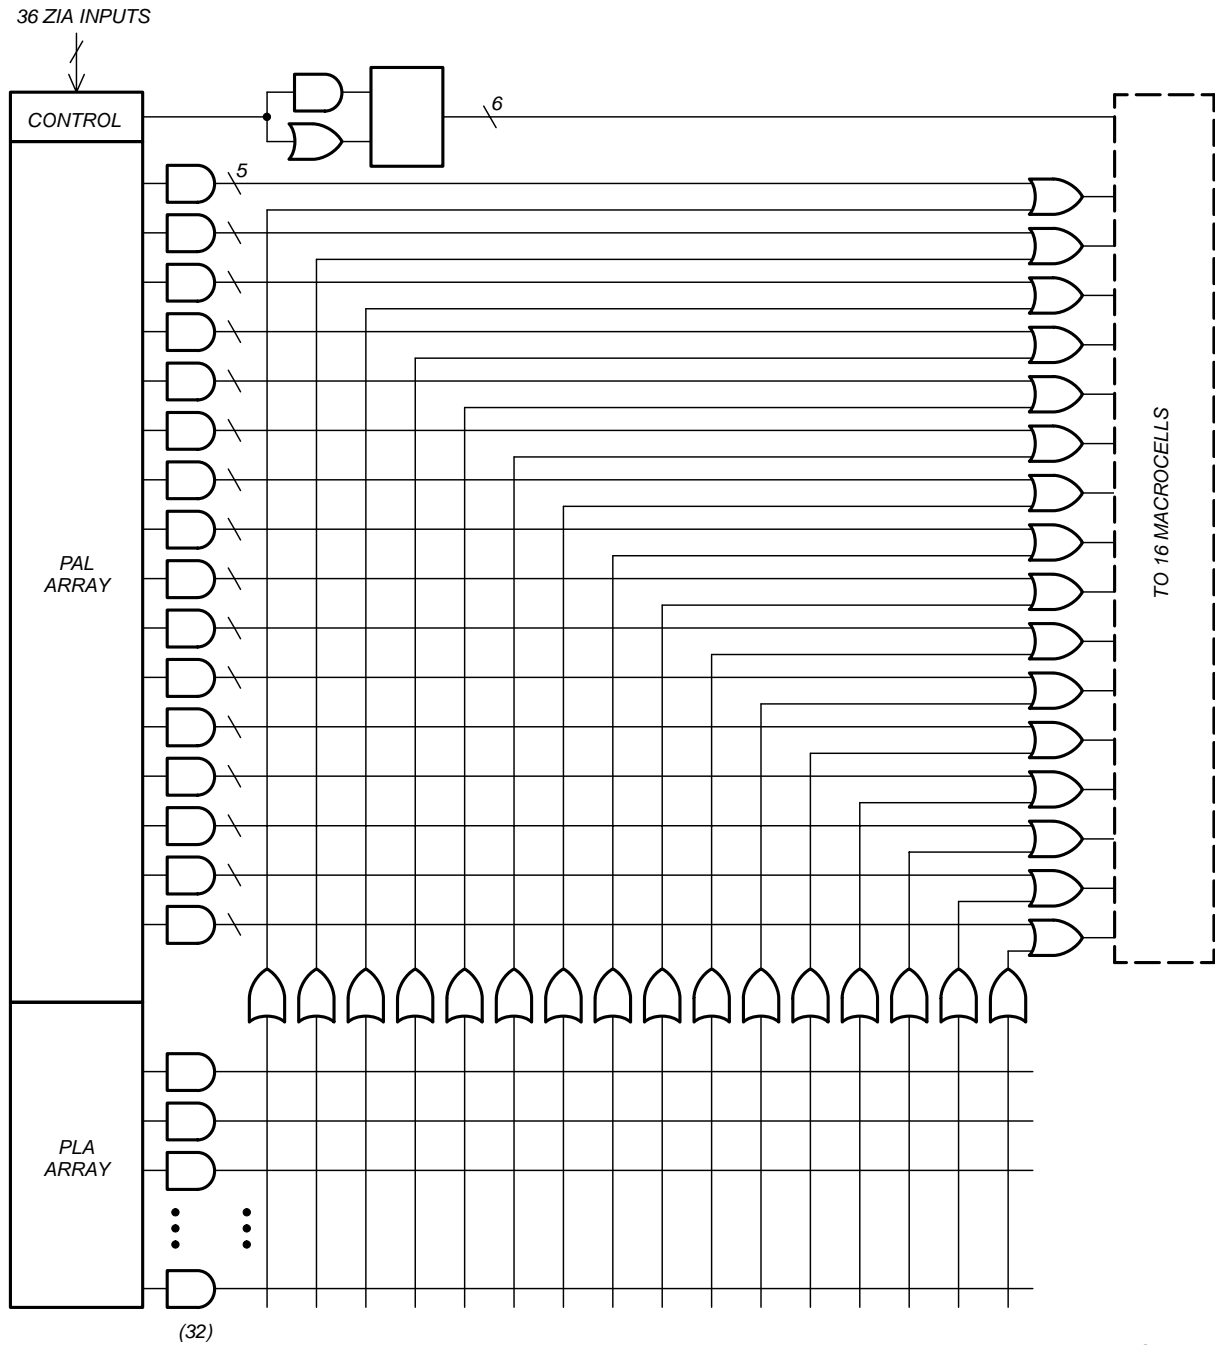 36 ZIA INPUTS
CONTROL
6
5
PAL
ARRAY
TO 16 MACROCELLS
PLA
ARRAY
(32)